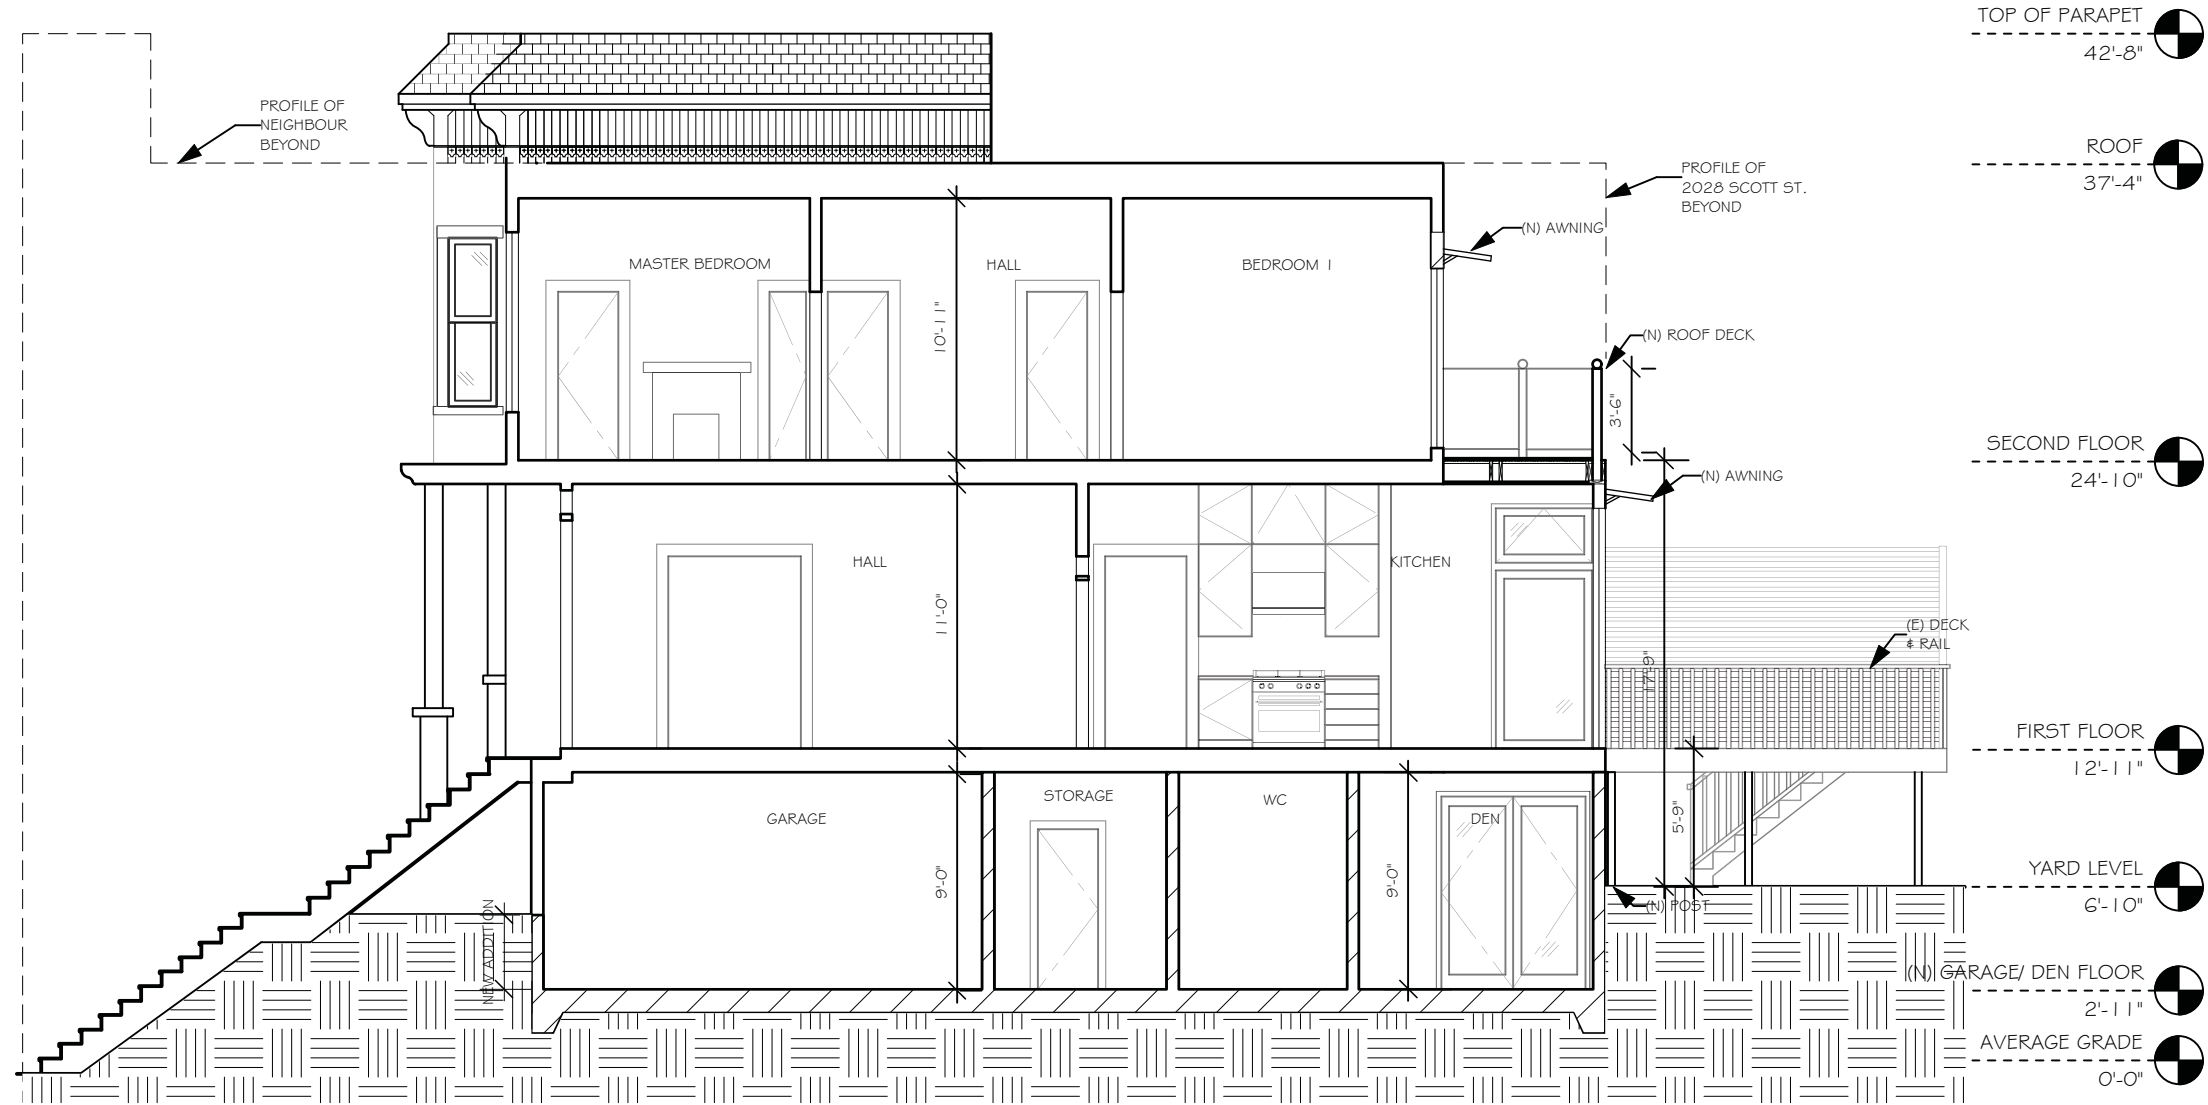 TOP OF PARAPET
42'-8"
PROFILE OF
NEIGHBOUR
BEYOND
ROOF
37'-4"
PROFILE OF
2028 SCOTT ST.
BEYOND
(N) AWNING
MASTER BEDROOM
HALL
BEDROOM 1
10'-11"
(N) ROOF DECK
3'-6"
SECOND FLOOR
24'-10"
(N) AWNING
HALL
KITCHEN
11'-0"
(E) DECK
& RAIL
17'-9"
FIRST FLOOR
12'-11"
GARAGE
STORAGE
WC
DEN
5'-9"
9'-0"
9'-0"
YARD LEVEL
6'-10"
(N) POST
NEW ADDITION
(N) GARAGE/ DEN FLOOR
2'-11"
AVERAGE GRADE
0'-0"